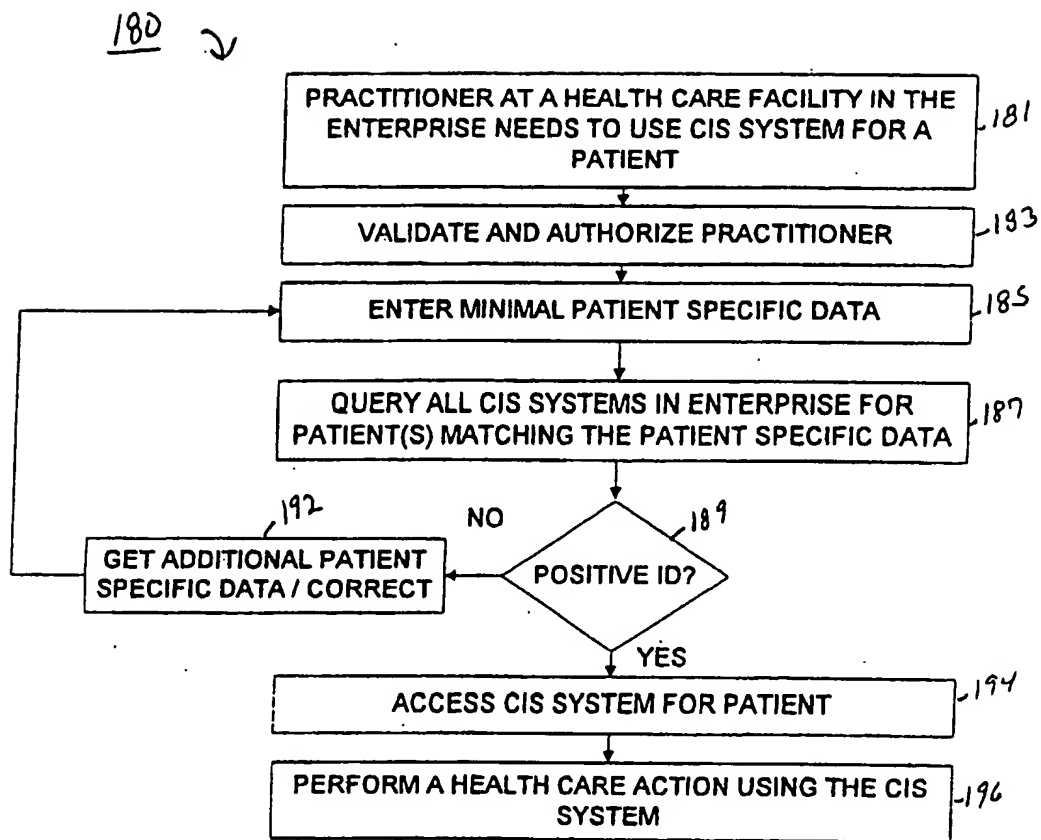 180
PRACTITIONER AT A HEALTH CARE FACILITY IN THE
ENTERPRISE NEEDS TO USE CIS SYSTEM FOR A
PATIENT
181
VALIDATE AND AUTHORIZE PRACTITIONER
183
ENTER MINIMAL PATIENT SPECIFIC DATA
185
QUERY ALL CIS SYSTEMS IN ENTERPRISE FOR
PATIENT(S) MATCHING THE PATIENT SPECIFIC DATA
187
192
NO
189
GET ADDITIONAL PATIENT
SPECIFIC DATA / CORRECT
POSITIVE ID?
YES
ACCESS CIS SYSTEM FOR PATIENT
194
PERFORM A HEALTH CARE ACTION USING THE CIS
SYSTEM
196